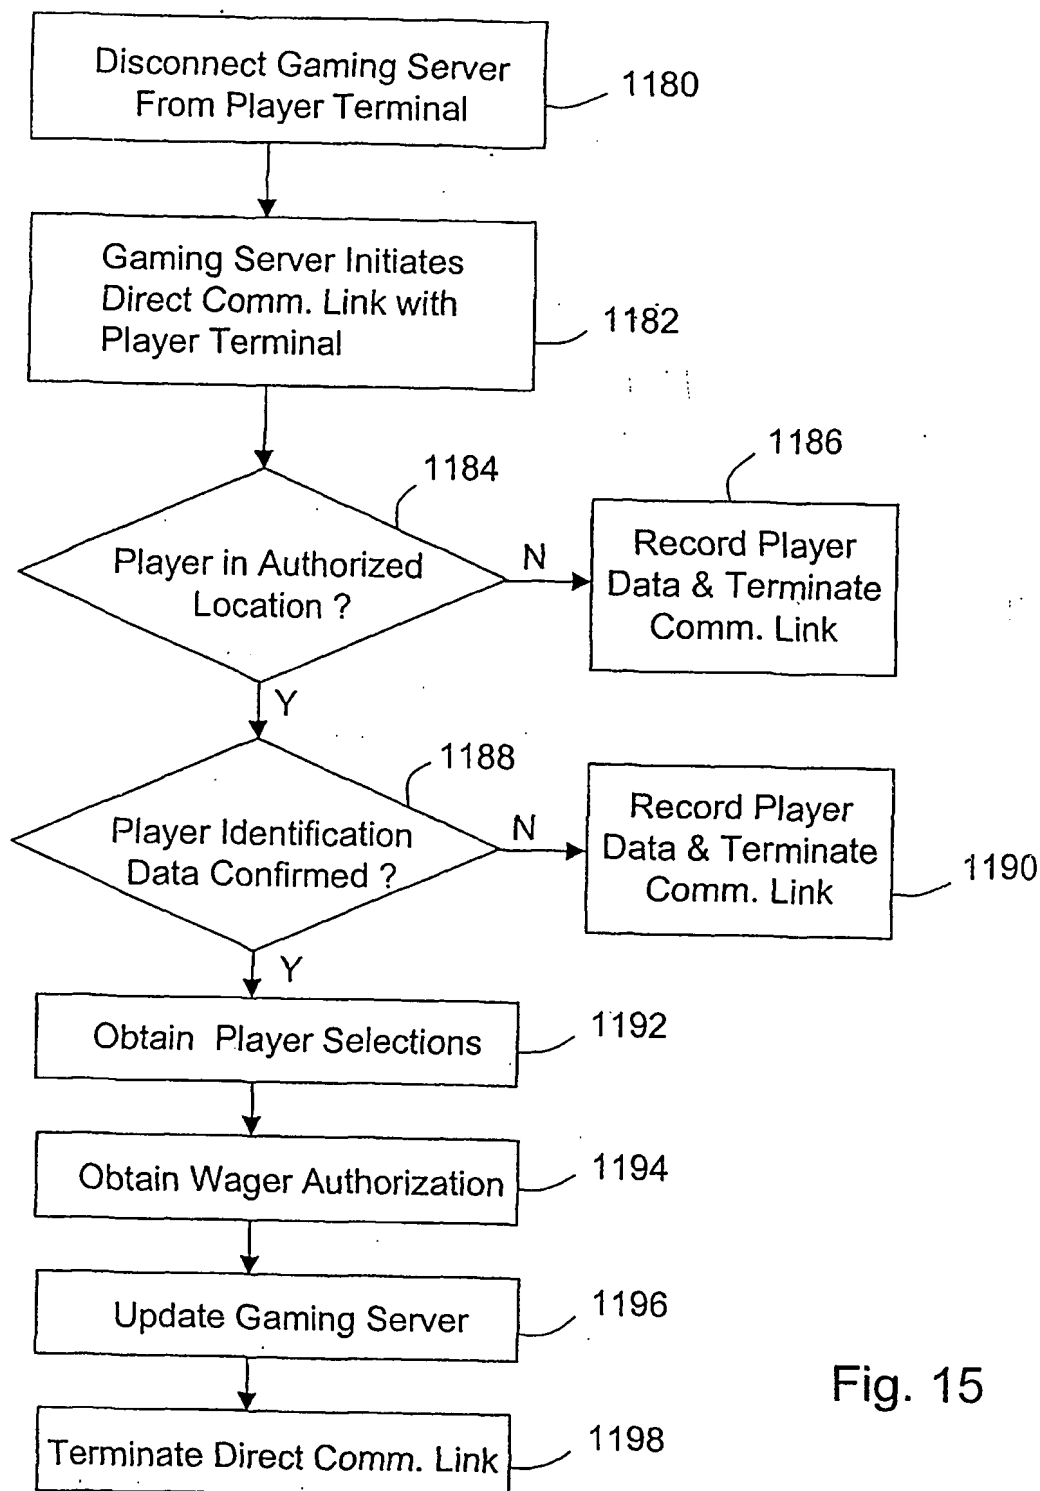 Disconnect Gaming Server
From Player Terminal
1180
Gaming Server Initiates
Direct Comm. Link with
Player Terminal
1182
1184
Player in Authorized
Location ?
N
1186
Record Player
Data & Terminate
Comm. Link
Y
1188
Player Identification
Data Confirmed ?
N
Record Player
Data & Terminate
Comm. Link
1190
Y
Obtain Player Selections
1192
Obtain Wager Authorization
1194
Update Gaming Server
1196
Terminate Direct Comm. Link
1198
Fig. 15